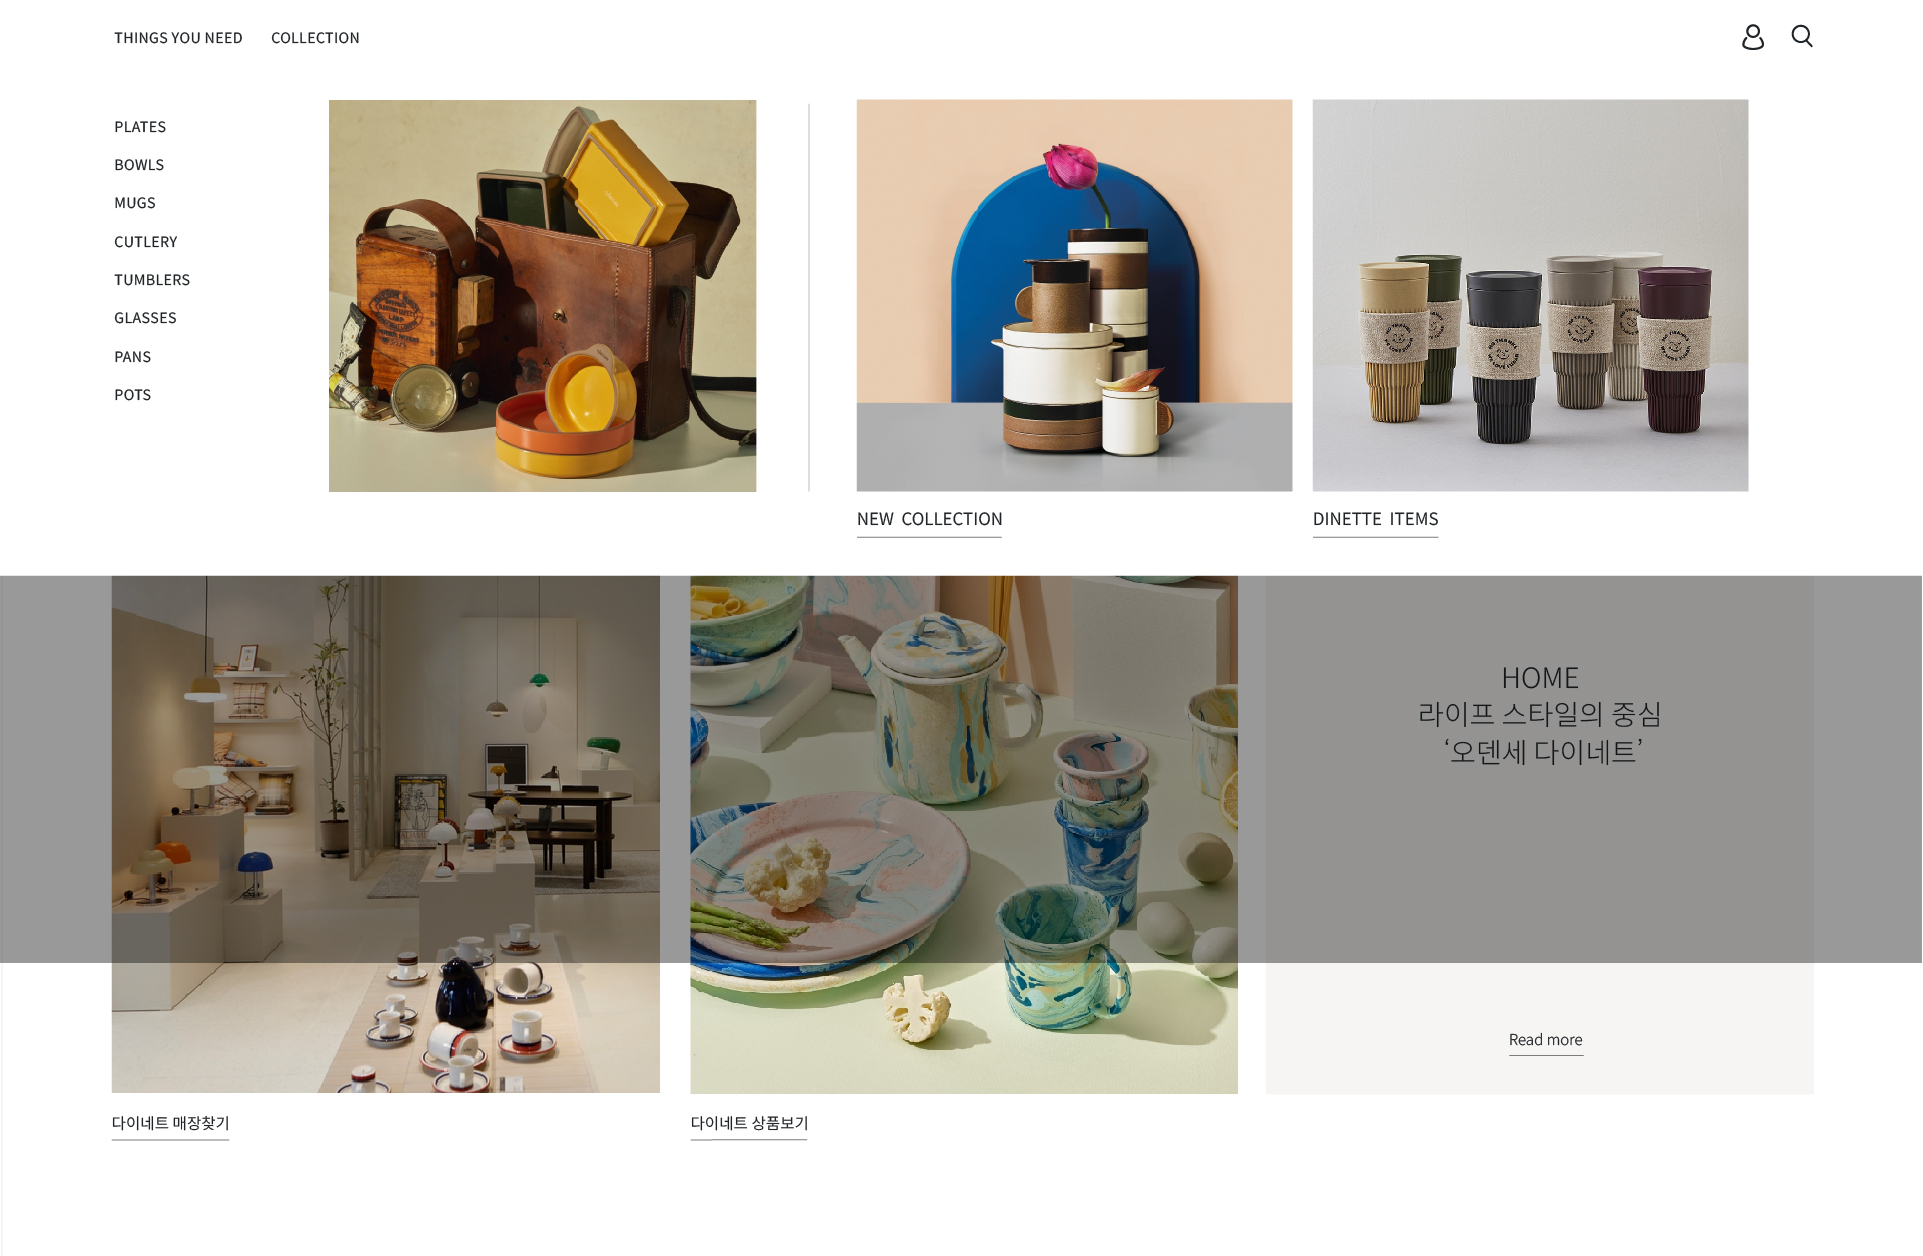 THINGS YOU NEED
COLLECTION
PLATES
BOWLS
MUGS
CUTLERY
TUMBLERS
GLASSES
PANS
POTS
NEW COLLECTION
DINETTE ITEMS
HOME
라이프 스타일의 중심
‘오덴세 다이네트’
Read more
다이네트 매장찾기
다이네트 상품보기